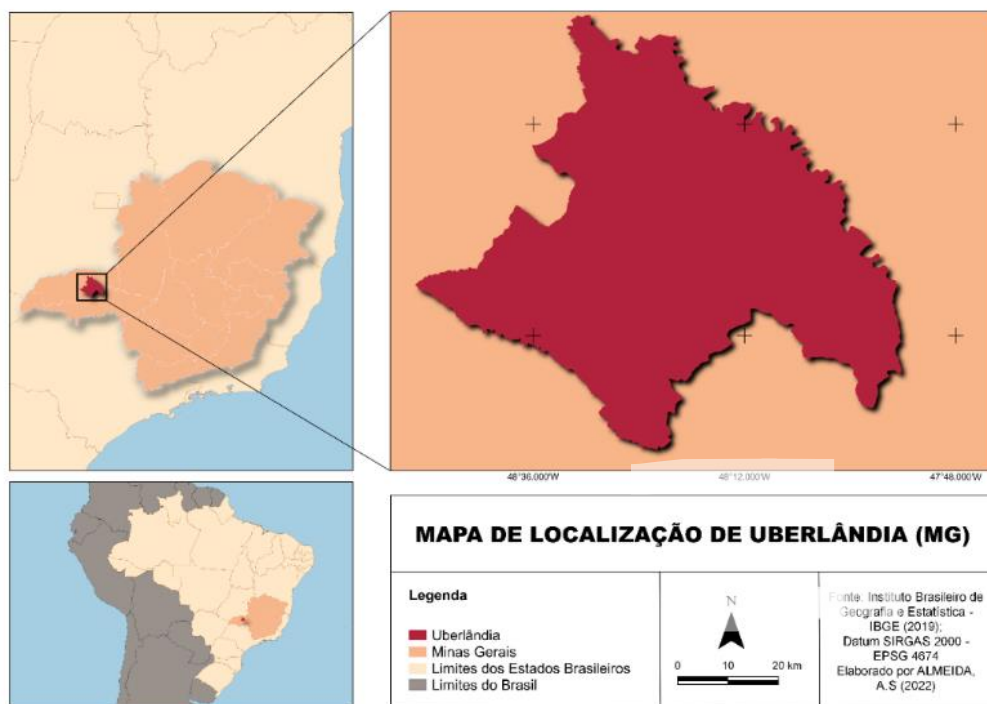 48°36.000'W 48°12.000'W 47°48.000'W
MAPA DE LOCALIZAÇÃO DE UBERLÂNDIA (MG)
Legenda
Uberlândia
Minas Gerais
Limites dos Estados Brasileiros
Limites do Brasil
N
0 10 20 km
Fonte: Instituto Brasileiro de
Geografia e Estatística -
IBGE (2019);
Datum SIRGAS 2000 -
EPSG 4674
Elaborado por ALMEIDA,
A.S (2022)